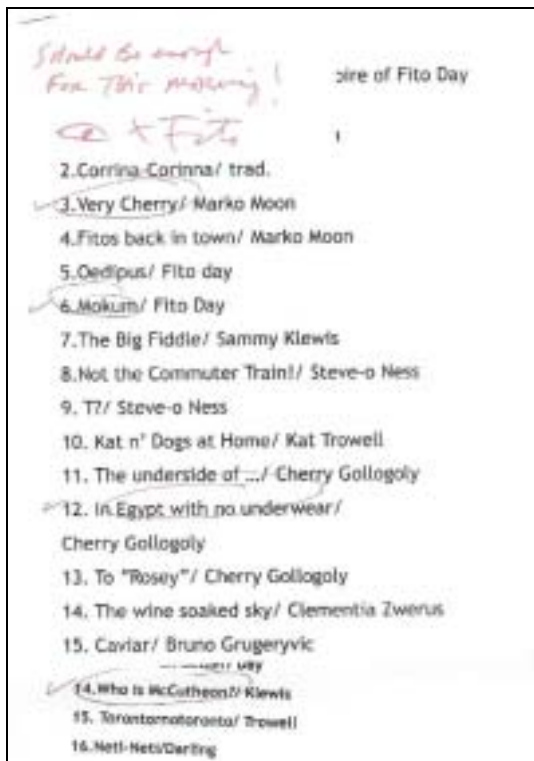 Should Be enough
For This morning!
oire of Fito Day
+ Fito
2.Corrina Corinna/ trad.
3.Very Cherry/ Marko Moon
4.Fitos back in town/ Marko Moon
5.Oedipus/ Fito day
6.Mokum/ Fito Day
7.The Big Fiddle/ Sammy Klewis
8.Not the Commuter Train!/ Steve-o Ness
9. T?/ Steve-o Ness
10. Kat n' Dogs at Home/ Kat Trowell
11. The underside of .../ Cherry Gollogoly
12. In Egypt with no underwear/
Cherry Gollogoly
13. To "Rosey"/ Cherry Gollogoly
14. The wine soaked sky/ Clementia Zwerus
15. Caviar/ Bruno Grugeryvic
Day
14.Who is McCutheon?/ Klewis
15. Torontornotoronto/ Trowell
16.Neti-Neti/Darling